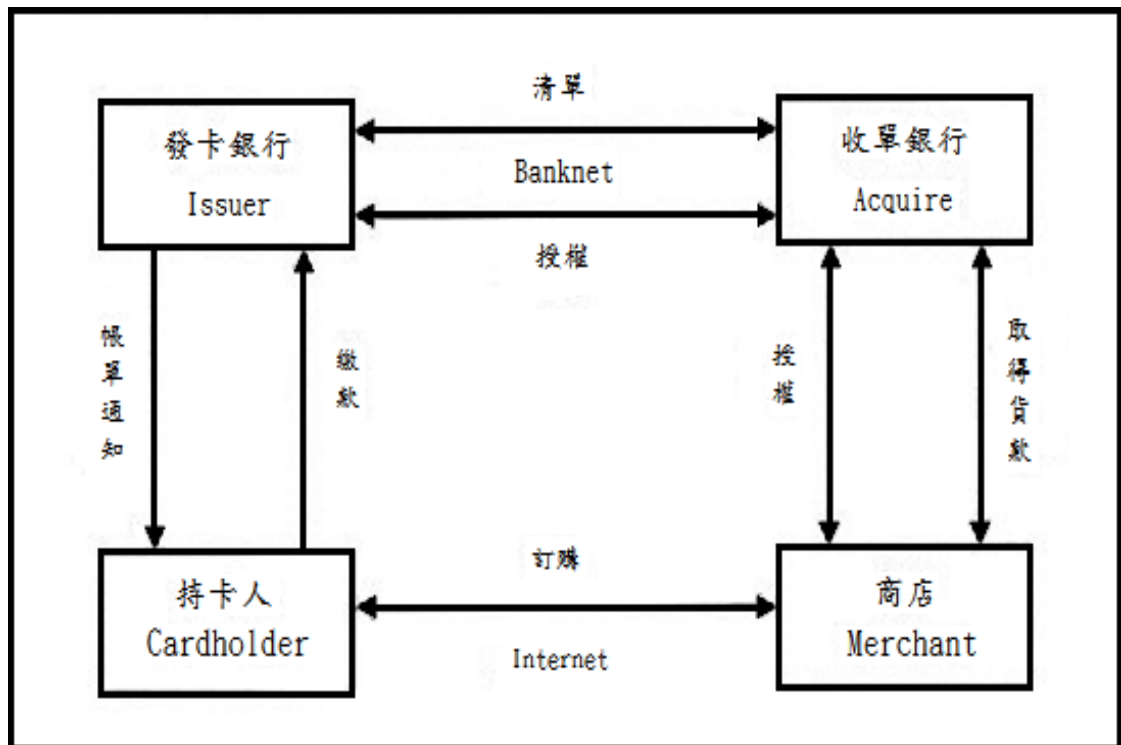 清單
發卡銀行
Issuer
Banknet
收單銀行
Acquire
授權
帳單通知
繳款
授權
取得貨款
持卡人
Cardholder
訂購
Internet
商店
Merchant